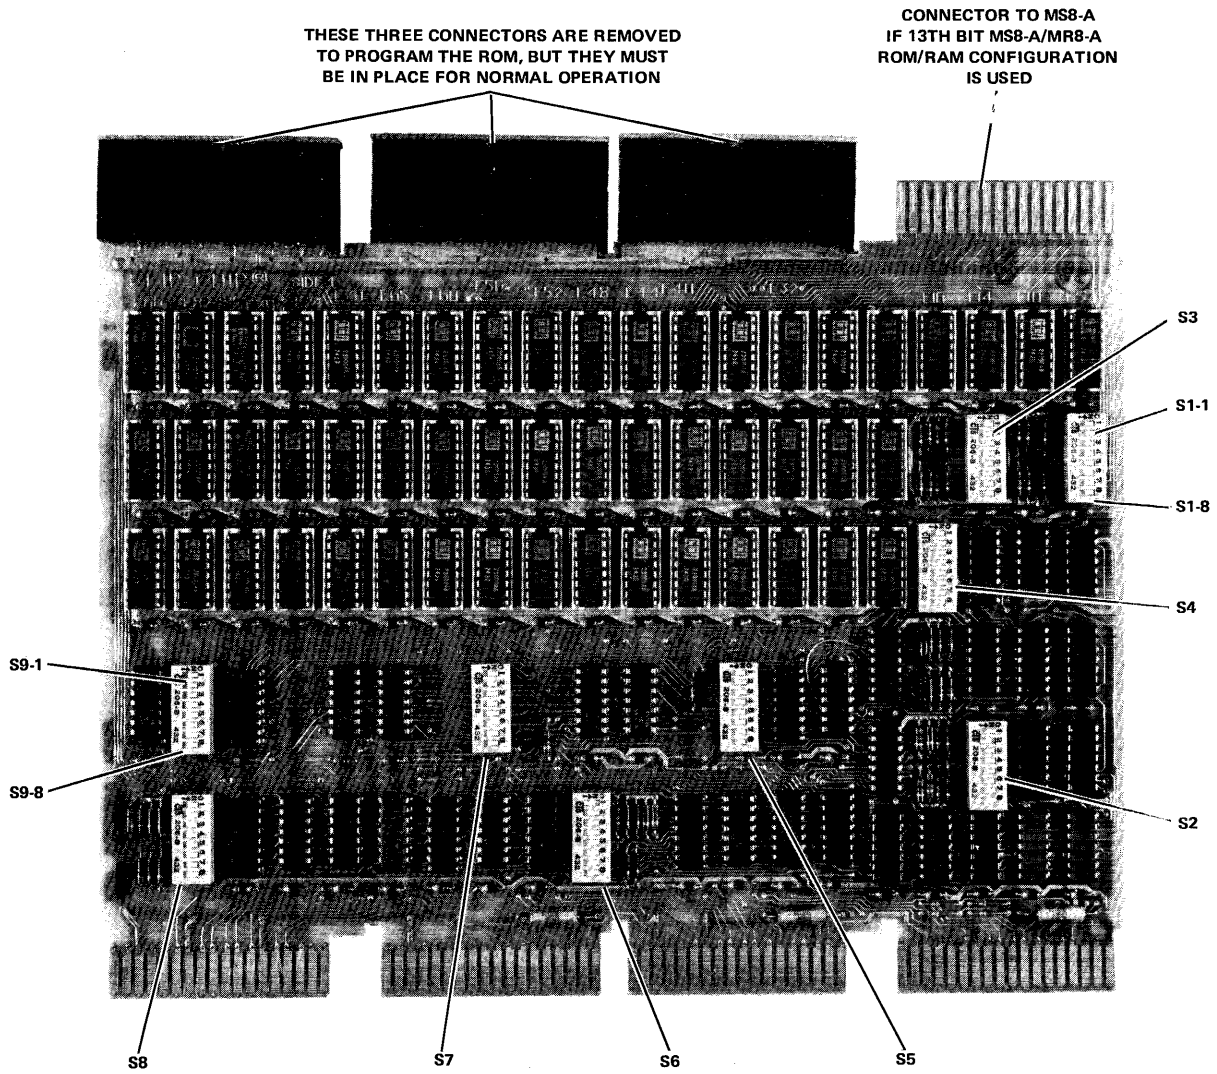 THESE THREE CONNECTORS ARE REMOVED
TO PROGRAM THE ROM, BUT THEY MUST
BE IN PLACE FOR NORMAL OPERATION
CONNECTOR TO MS8-A
IF 13TH BIT MS8-A/MR8-A
ROM/RAM CONFIGURATION
IS USED
S3
S1-1
S1-8
S4
S9-1
S9-8
S2
S8
S7
S6
S5